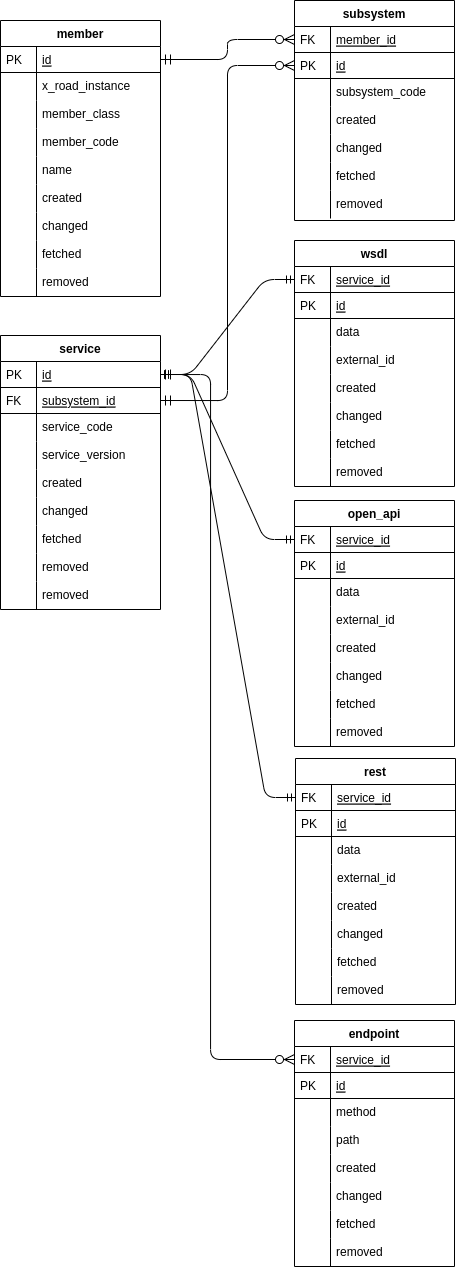 member
PK id
x_road_instance
member_class
member_code
name
created
changed
fetched
removed
service
PK id
FK subsystem_id
service_code
service_version
created
changed
fetched
removed
removed
subsystem
FK member_id
PK id
subsystem_code
created
changed
fetched
removed
wsdl
FK service_id
PK id
data
external_id
created
changed
fetched
removed
open_api
FK service_id
PK id
data
external_id
created
changed
fetched
removed
rest
FK service_id
PK id
data
external_id
created
changed
fetched
removed
endpoint
FK service_id
PK id
method
path
created
changed
fetched
removed